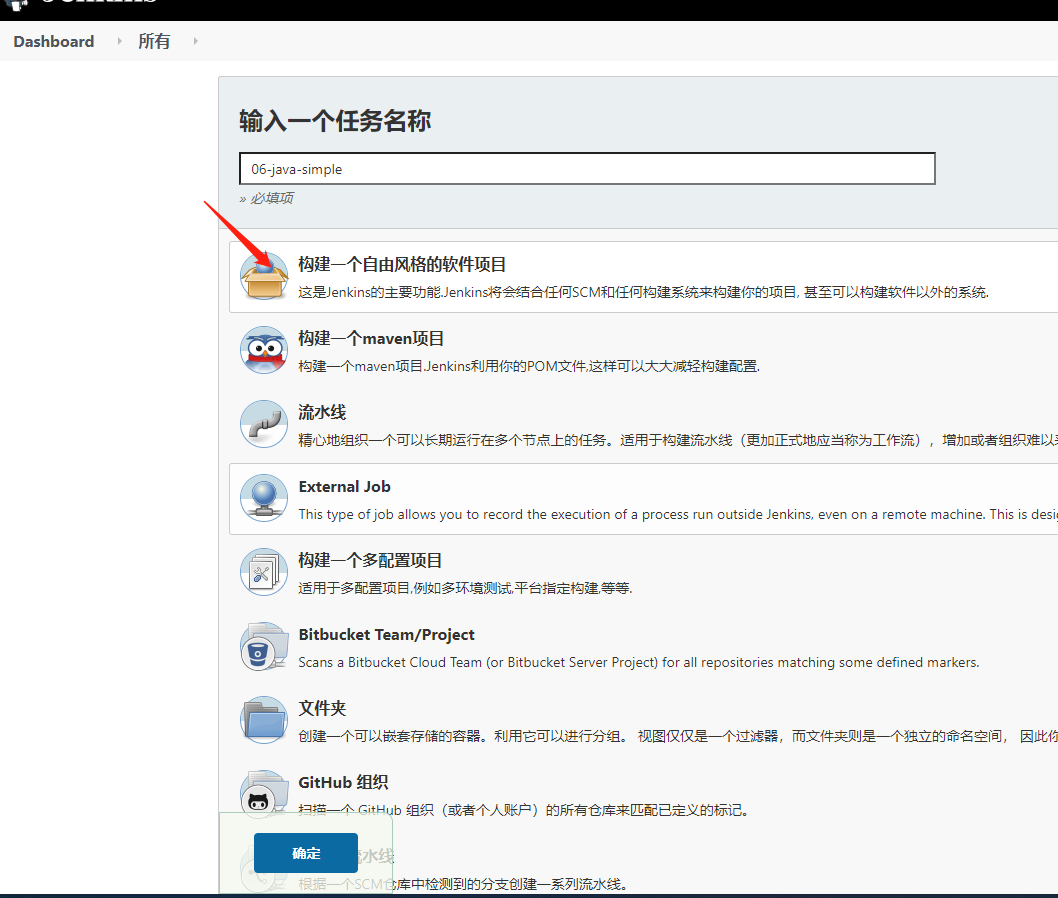 Dashboard
所有
输入一个任务名称
06-java-simple
» 必填项
构建一个自由风格的软件项目
这是Jenkins的主要功能.Jenkins将会结合任何SCM和任何构建系统来构建你的项目, 甚至可以构建软件以外的系统.
构建一个maven项目
构建一个maven项目.Jenkins利用你的POM文件,这样可以大大减轻构建配置.
流水线
精心地组织一个可以长期运行在多个节点上的任务。适用于构建流水线（更加正式地应当称为工作流），增加或者组织难以
External Job
This type of job allows you to record the execution of a process run outside Jenkins, even on a remote machine. This is
构建一个多配置项目
适用于多配置项目,例如多环境测试,平台指定构建,等等.
Bitbucket Team/Project
Scans a Bitbucket Cloud Team (or Bitbucket Server Project) for all repositories matching some defined markers.
文件夹
创建一个可以嵌套存储的容器。利用它可以进行分组。 视图仅仅是一个过滤器，而文件夹则是一个独立的命名空间， 因此你
GitHub 组织
扫描一个 GitHub 组织（或者个人账户）的所有仓库来匹配已定义的标记。
确定
流水线
根据一个SCM仓库中检测到的分支创建一系列流水线。